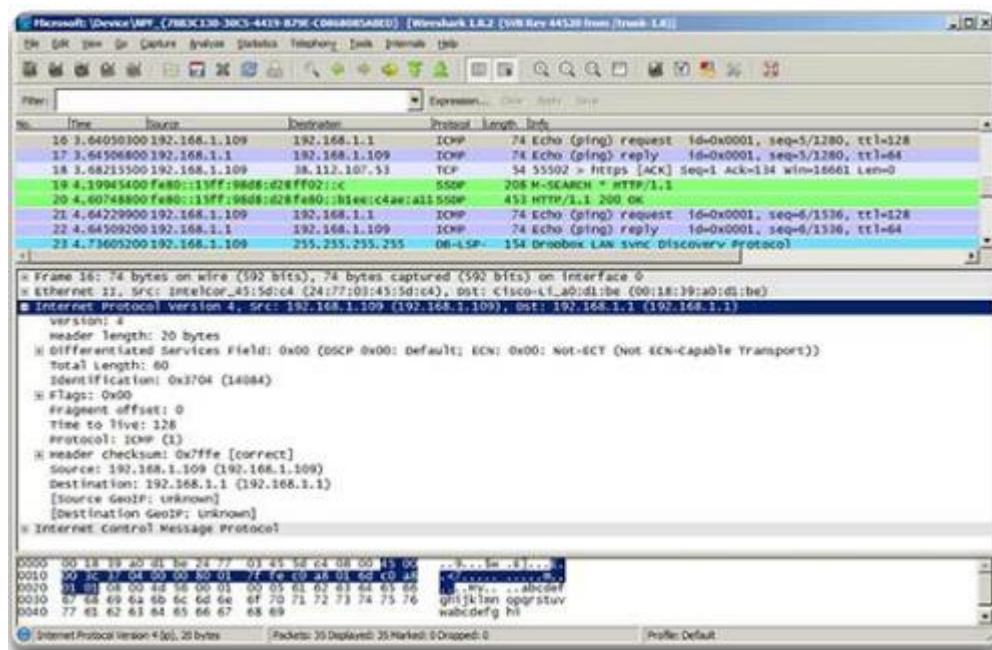 Microsoft: \Device\NPF_ [Wireshark 1.8.2 (SVN Rev 44520 from /trunk-1.8)]
File Edit View Go Capture Analyze Statistics Telephony Tools Internals Help
Filter: Expression... Clear Apply Save
No. Time Source Destination Protocol Length Info
16 3.64050300 192.168.1.109 192.168.1.1 ICMP 74 Echo (ping) request id=0x0001, seq=5/1280, ttl=128
17 3.64506800 192.168.1.1 192.168.1.109 ICMP 74 Echo (ping) reply id=0x0001, seq=5/1280, ttl=64
18 3.68215500 192.168.1.109 38.112.107.53 TCP 54 55502 > https [ACK] Seq=1 Ack=134 Win=16661 Len=0
19 4.19945400 fe80::15ff:98d8:d28 ff02::c SSDP 208 M-SEARCH * HTTP/1.1
20 4.60748800 fe80::15ff:98d8:d28 fe80::b1ee:c4ae:a11 SSDP 453 HTTP/1.1 200 OK
21 4.64229900 192.168.1.109 192.168.1.1 ICMP 74 Echo (ping) request id=0x0001, seq=6/1536, ttl=128
22 4.64509200 192.168.1.1 192.168.1.109 ICMP 74 Echo (ping) reply id=0x0001, seq=6/1536, ttl=64
23 4.73605200 192.168.1.109 255.255.255.255 DB-LSP- 154 Dropbox LAN sync Discovery Protocol
Frame 16: 74 bytes on wire (592 bits), 74 bytes captured (592 bits) on interface 0
Ethernet II, Src: IntelCor_45:5d:c4 (24:77:03:45:5d:c4), Dst: Cisco-Li_a0:d1:be (00:18:39:a0:d1:be)
Internet Protocol Version 4, Src: 192.168.1.109 (192.168.1.109), Dst: 192.168.1.1 (192.168.1.1)
Version: 4
Header length: 20 bytes
Differentiated Services Field: 0x00 (DSCP 0x00: Default; ECN: 0x00: Not-ECT (Not ECN-Capable Transport))
Total Length: 60
Identification: 0x3704 (14084)
Flags: 0x00
Fragment offset: 0
Time to live: 128
Protocol: ICMP (1)
Header checksum: 0x7ffe [correct]
Source: 192.168.1.109 (192.168.1.109)
Destination: 192.168.1.1 (192.168.1.1)
[Source GeoIP: Unknown]
[Destination GeoIP: Unknown]
Internet Control Message Protocol
0000 00 18 39 a0 d1 be 24 77 03 45 5d c4 08 00 45 00 ..9...$w .E]...E.
0010 00 3c 37 04 00 00 80 01 7f fe c0 a8 01 6d c0 a8 .<7..... .....m..
0020 01 01 08 00 4d 56 00 01 00 05 61 62 63 64 65 66 ....MV.. ..abcdef
0030 67 68 69 6a 6b 6c 6d 6e 6f 70 71 72 73 74 75 76 ghijklmn opqrstuv
0040 77 61 62 63 64 65 66 67 68 69 wabcdefg hi
Internet Protocol Version 4 (ip), 20 bytes Packets: 35 Displayed: 35 Marked: 0 Dropped: 0 Profile: Default